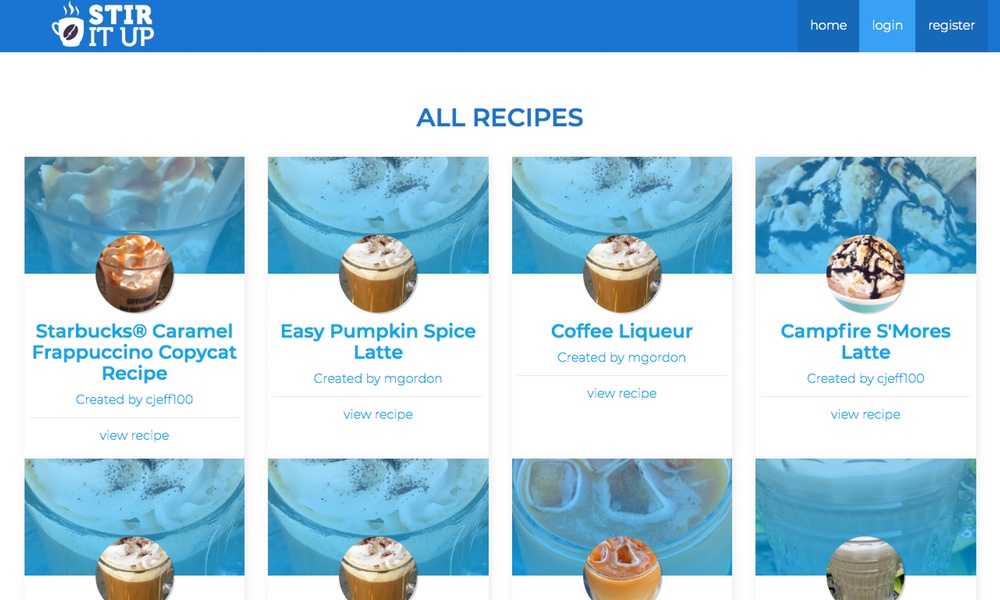 STIR
IT UP
home
login
register
ALL RECIPES
Starbucks® Caramel
Frappuccino Copycat
Recipe
Created by cjeff100
view recipe
Easy Pumpkin Spice
Latte
Created by mgordon
view recipe
Coffee Liqueur
Created by mgordon
view recipe
Campfire S'Mores
Latte
Created by cjeff100
view recipe